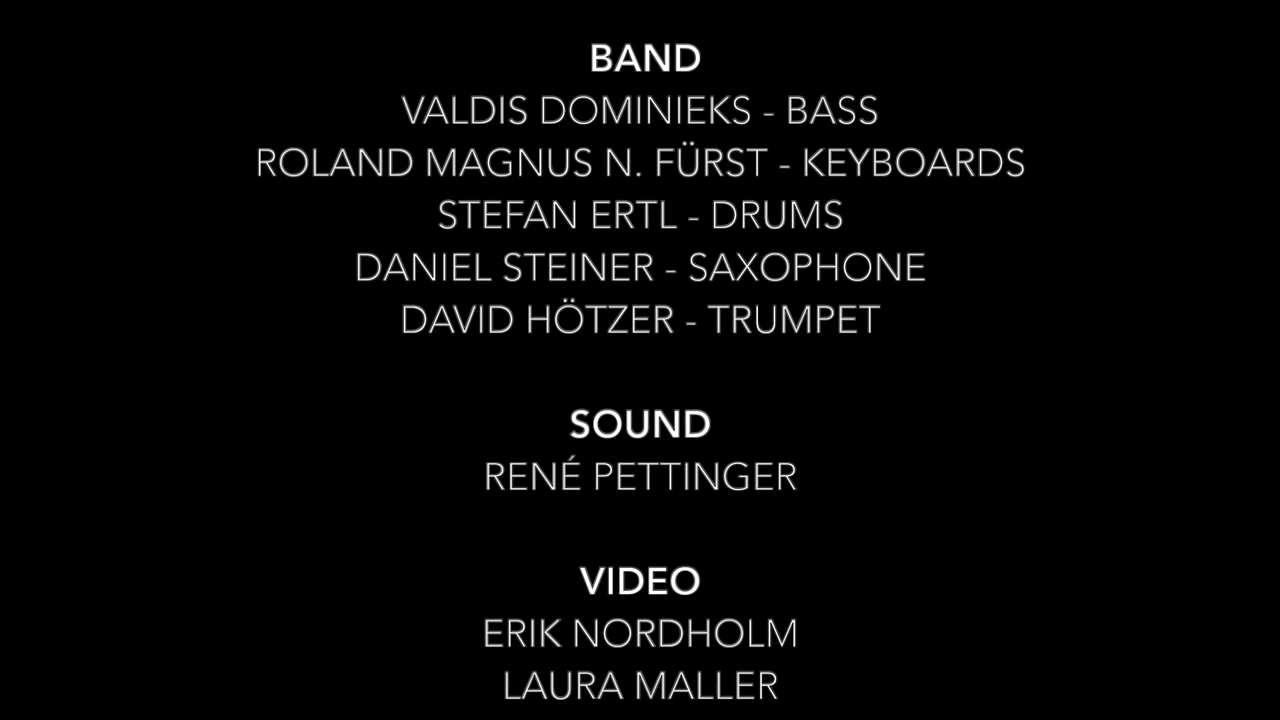 BAND
VALDIS DOMINIEKS - BASS
ROLAND MAGNUS N. FÜRST - KEYBOARDS
STEFAN ERTL - DRUMS
DANIEL STEINER - SAXOPHONE
DAVID HÖTZER - TRUMPET
SOUND
RENÉ PETTINGER
VIDEO
ERIK NORDHOLM
LAURA MALLER